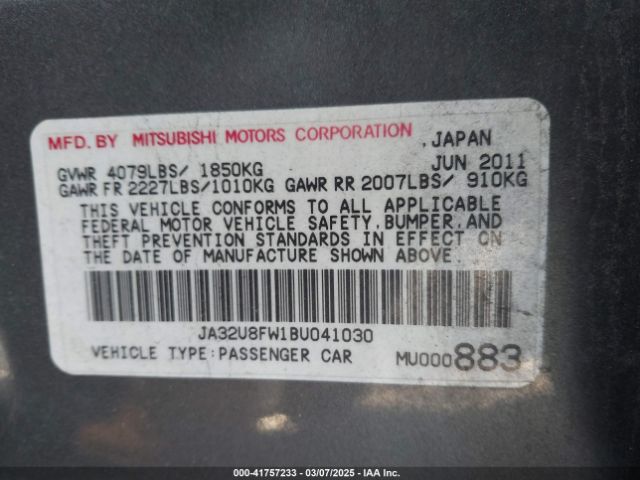 MFD. BY MITSUBISHI MOTORS CORPORATION , JAPAN
GVWR 4079LBS/ 1850KG JUN 2011
GAWR FR 2227LBS/1010KG GAWR RR 2007LBS/ 910KG
THIS VEHICLE CONFORMS TO ALL APPLICABLE
FEDERAL MOTOR VEHICLE SAFETY, BUMPER, AND
THEFT PREVENTION STANDARDS IN EFFECT ON
THE DATE OF MANUFACTURE SHOWN ABOVE.
JA32U8FW1BU041030
VEHICLE TYPE:PASSENGER CAR MU000883
000-41757233 - 03/07/2025 - IAA Inc.